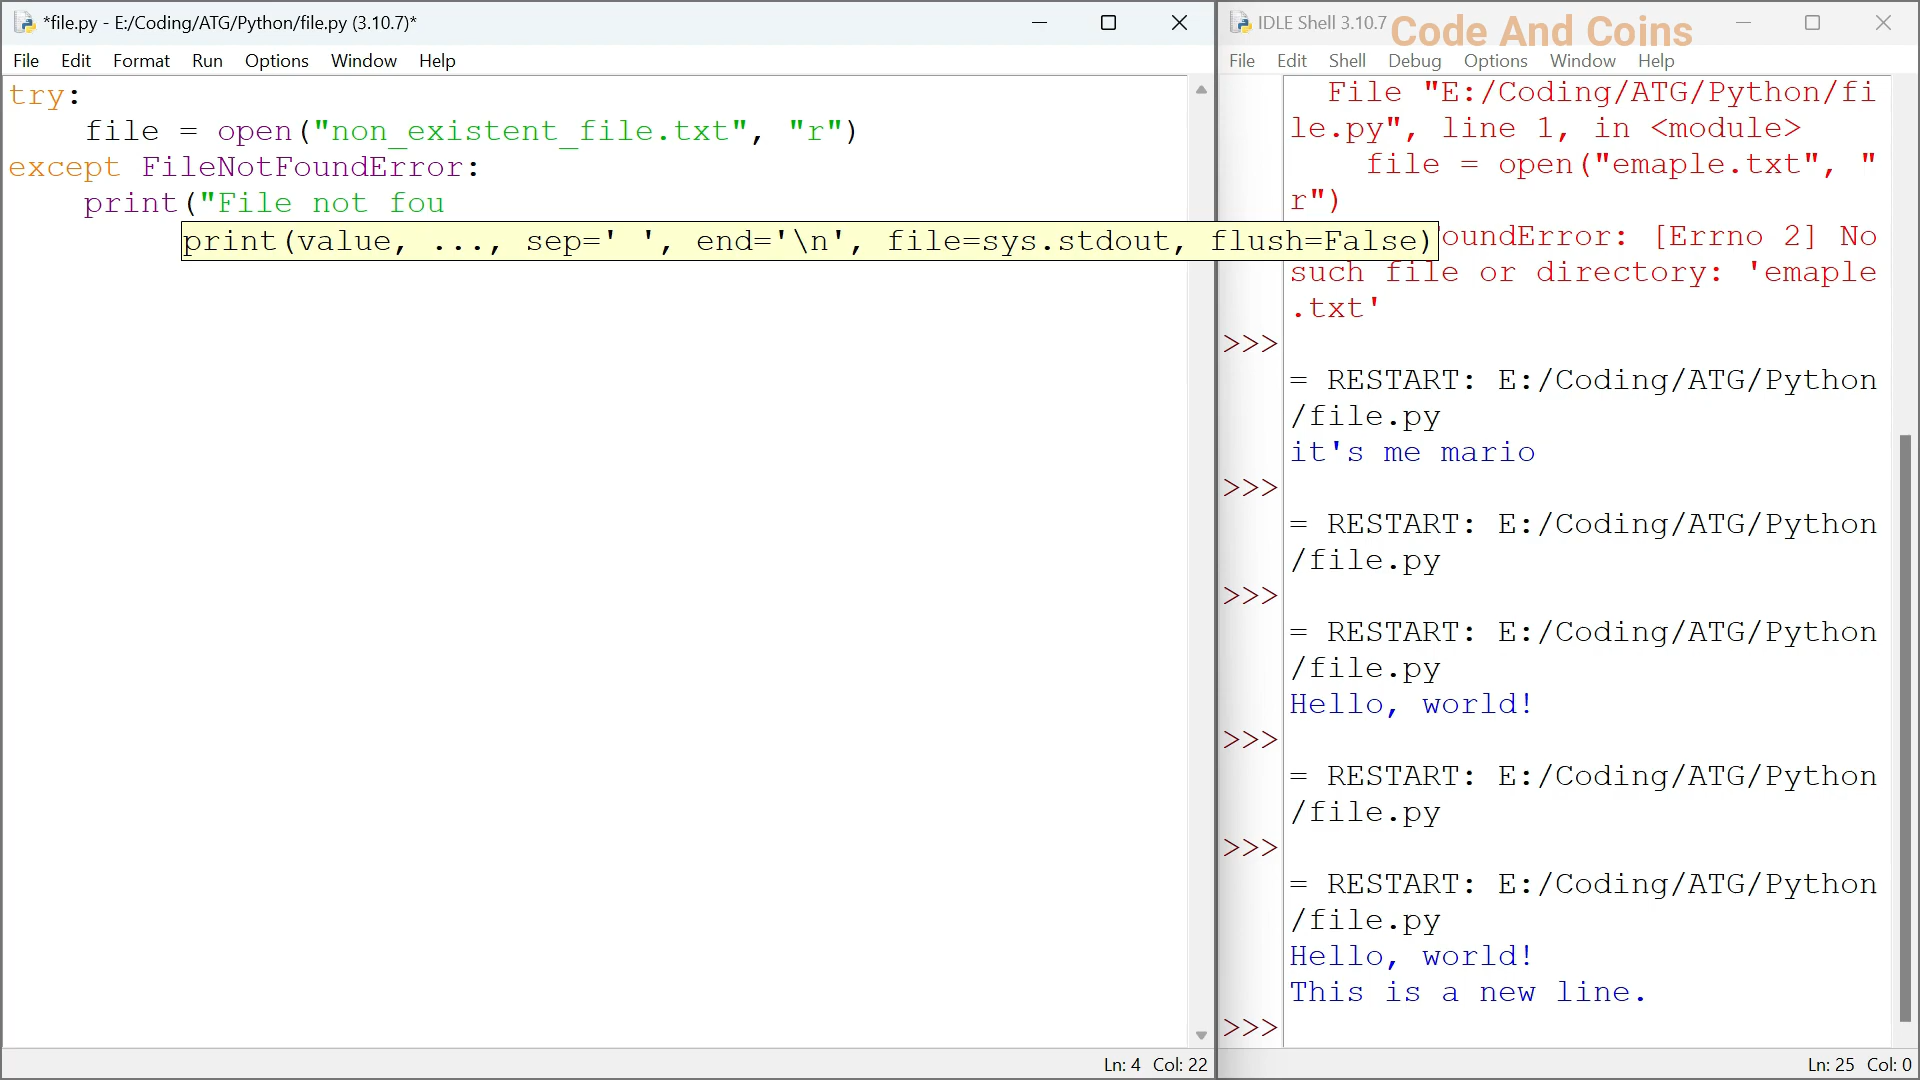 *file.py - E:/Coding/ATG/Python/file.py (3.10.7)*
File Edit Format Run Options Window Help
try:
    file = open("non_existent_file.txt", "r")
except FileNotFoundError:
    print("File not fou
print(value, ..., sep=' ', end='\n', file=sys.stdout, flush=False)
Ln: 4 Col: 22
IDLE Shell 3.10.7
Code And Coins
File Edit Shell Debug Options Window Help
  File "E:/Coding/ATG/Python/fi
le.py", line 1, in <module>
    file = open("emaple.txt", "
r")
oundError: [Errno 2] No
such file or directory: 'emaple
.txt'
>>>
= RESTART: E:/Coding/ATG/Python
/file.py
it's me mario
>>>
= RESTART: E:/Coding/ATG/Python
/file.py
>>>
= RESTART: E:/Coding/ATG/Python
/file.py
Hello, world!
>>>
= RESTART: E:/Coding/ATG/Python
/file.py
>>>
= RESTART: E:/Coding/ATG/Python
/file.py
Hello, world!
This is a new line.
>>>
Ln: 25 Col: 0